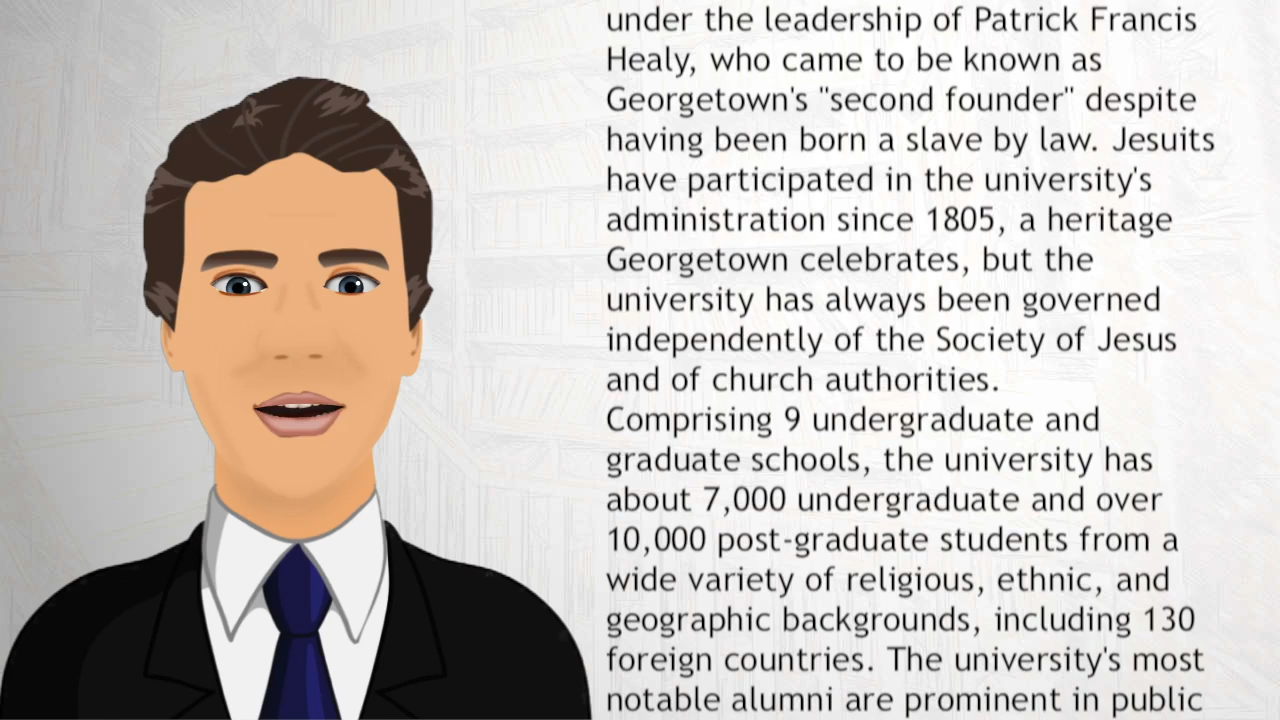 under the leadership of Patrick Francis
Healy, who came to be known as
Georgetown's "second founder" despite
having been born a slave by law. Jesuits
have participated in the university's
administration since 1805, a heritage
Georgetown celebrates, but the
university has always been governed
independently of the Society of Jesus
and of church authorities.
Comprising 9 undergraduate and
graduate schools, the university has
about 7,000 undergraduate and over
10,000 post-graduate students from a
wide variety of religious, ethnic, and
geographic backgrounds, including 130
foreign countries. The university's most
notable alumni are prominent in public